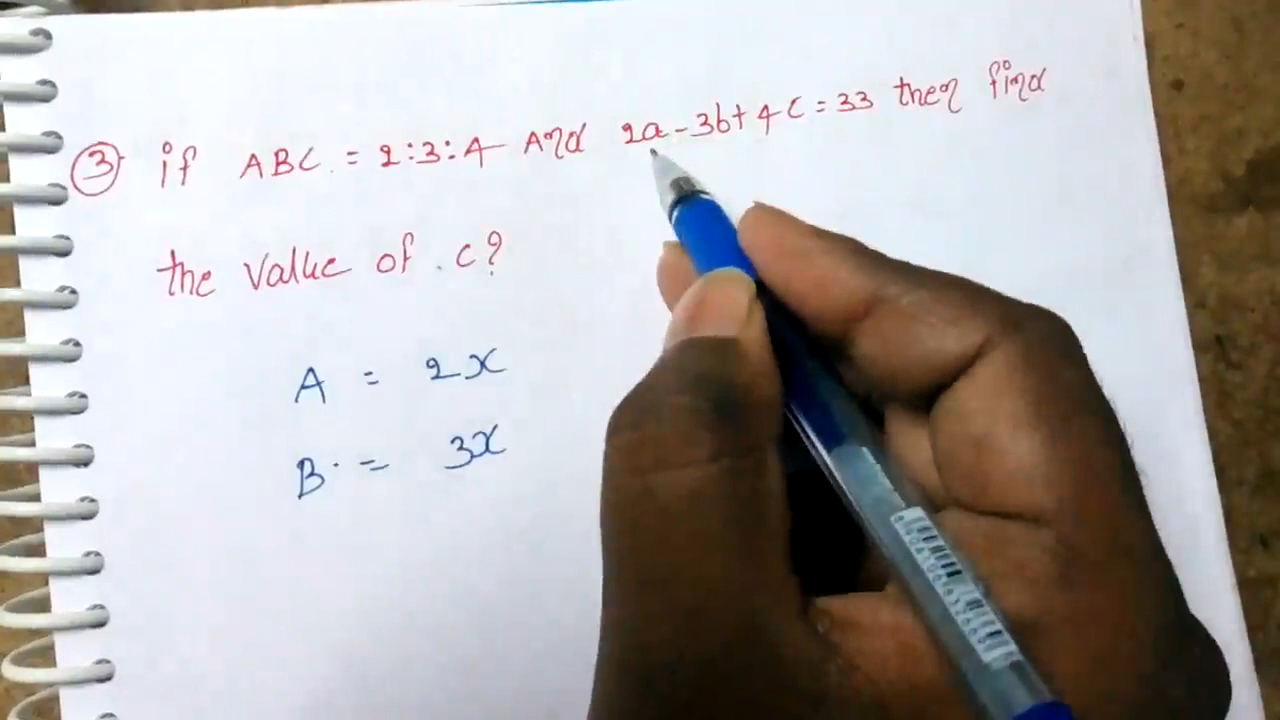 ③ if ABC. = 2:3:4 And 2a - 3b + 4c = 33 then find
the value of .c?
A = 2x
B. = 3x